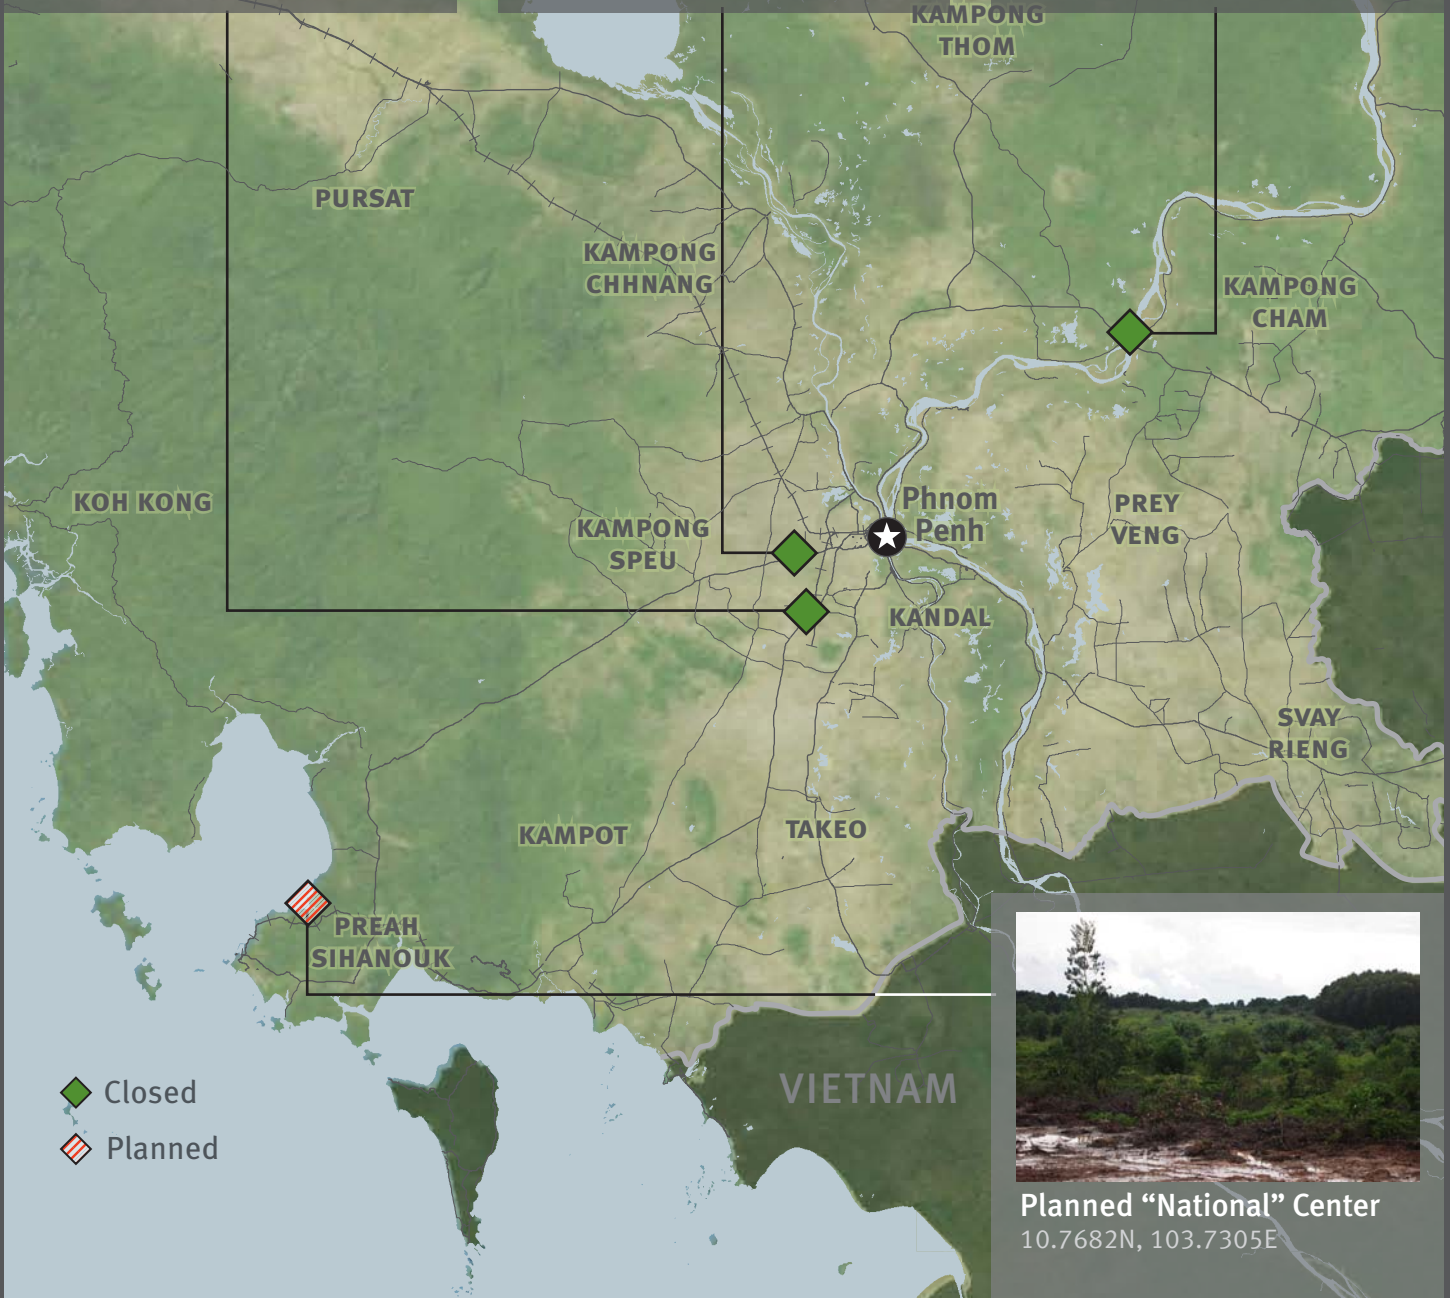 KAMPONG
THOM
PURSAT
KAMPONG
CHHNANG
KAMPONG
CHAM
KOH KONG
Phnom
Penh
PREY
VENG
KAMPONG
SPEU
KANDAL
SVAY
RIENG
KAMPOT
TAKEO
PREAH
SIHANOUK
VIETNAM
Closed
Planned
Planned “National” Center
10.7682N, 103.7305E